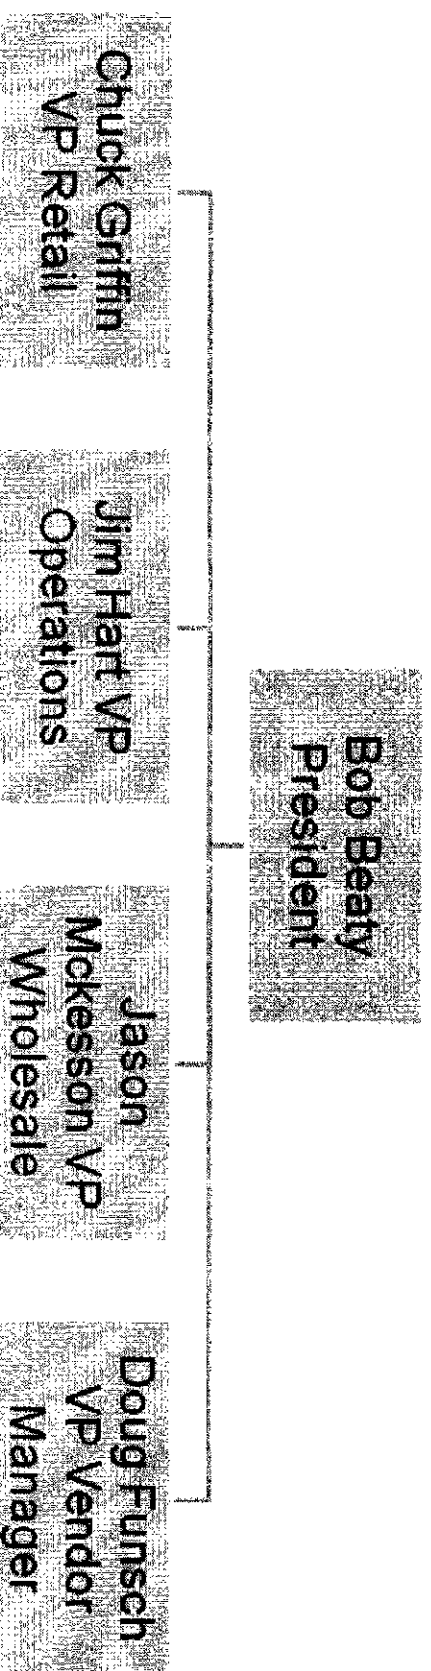 Bob Beaty
President
Chuck Griffin
VP Retail
Jim Hart VP
Operations
Jason
Mckesson VP
Wholesale
Doug Funsch
VP Vendor
Manager